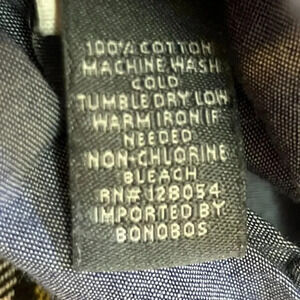 100% COTTON
MACHINE WASH
COLD
TUMBLE DRY LOW
WARM IRON IF
NEEDED
NON-CHLORINE
BLEACH
RN# 128054
IMPORTED BY
BONOBOS